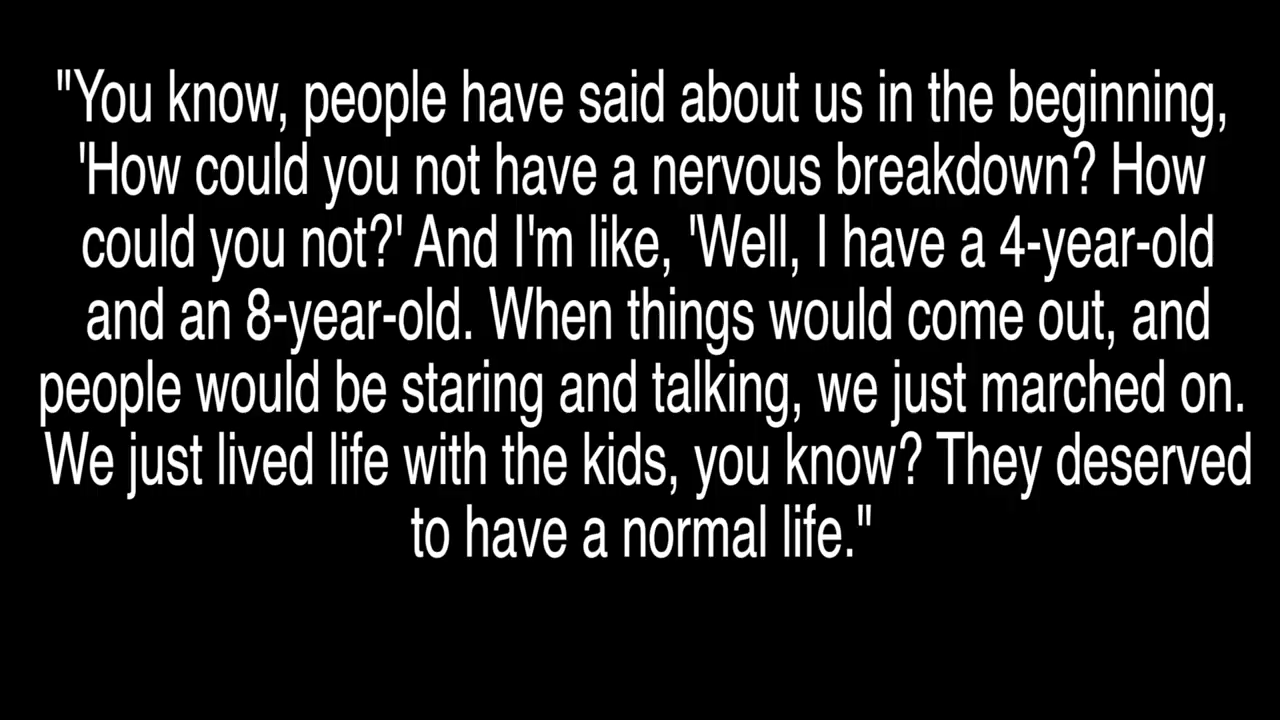 "You know, people have said about us in the beginning,
'How could you not have a nervous breakdown? How
could you not?' And I'm like, 'Well, I have a 4-year-old
and an 8-year-old. When things would come out, and
people would be staring and talking, we just marched on.
We just lived life with the kids, you know? They deserved
to have a normal life."